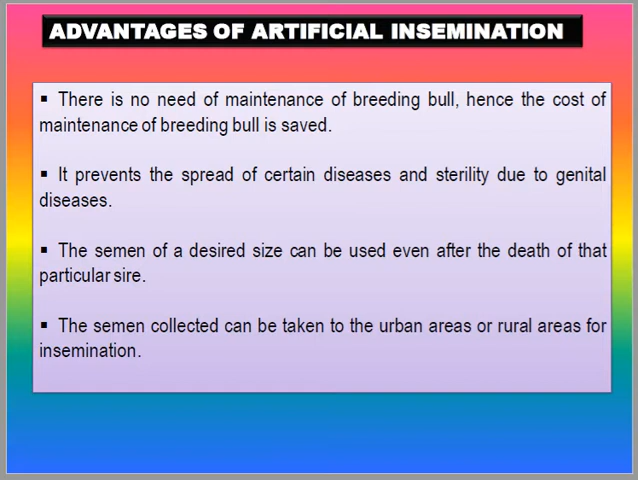 ADVANTAGES OF ARTIFICIAL INSEMINATION
▪ There is no need of maintenance of breeding bull, hence the cost of
maintenance of breeding bull is saved.
▪ It prevents the spread of certain diseases and sterility due to genital
diseases.
▪ The semen of a desired size can be used even after the death of that
particular sire.
▪ The semen collected can be taken to the urban areas or rural areas for
insemination.